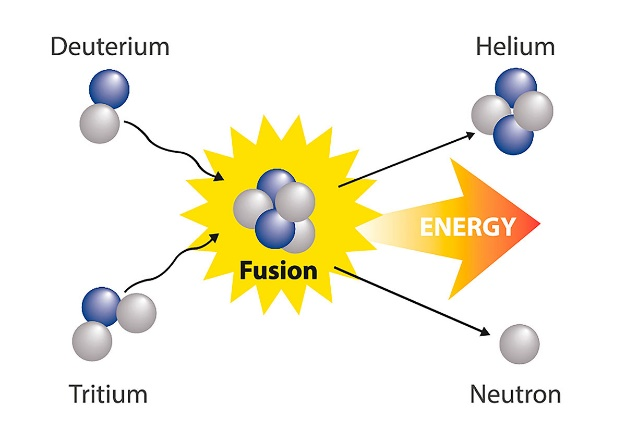 Deuterium
Helium
ENERGY
Fusion
Tritium
Neutron